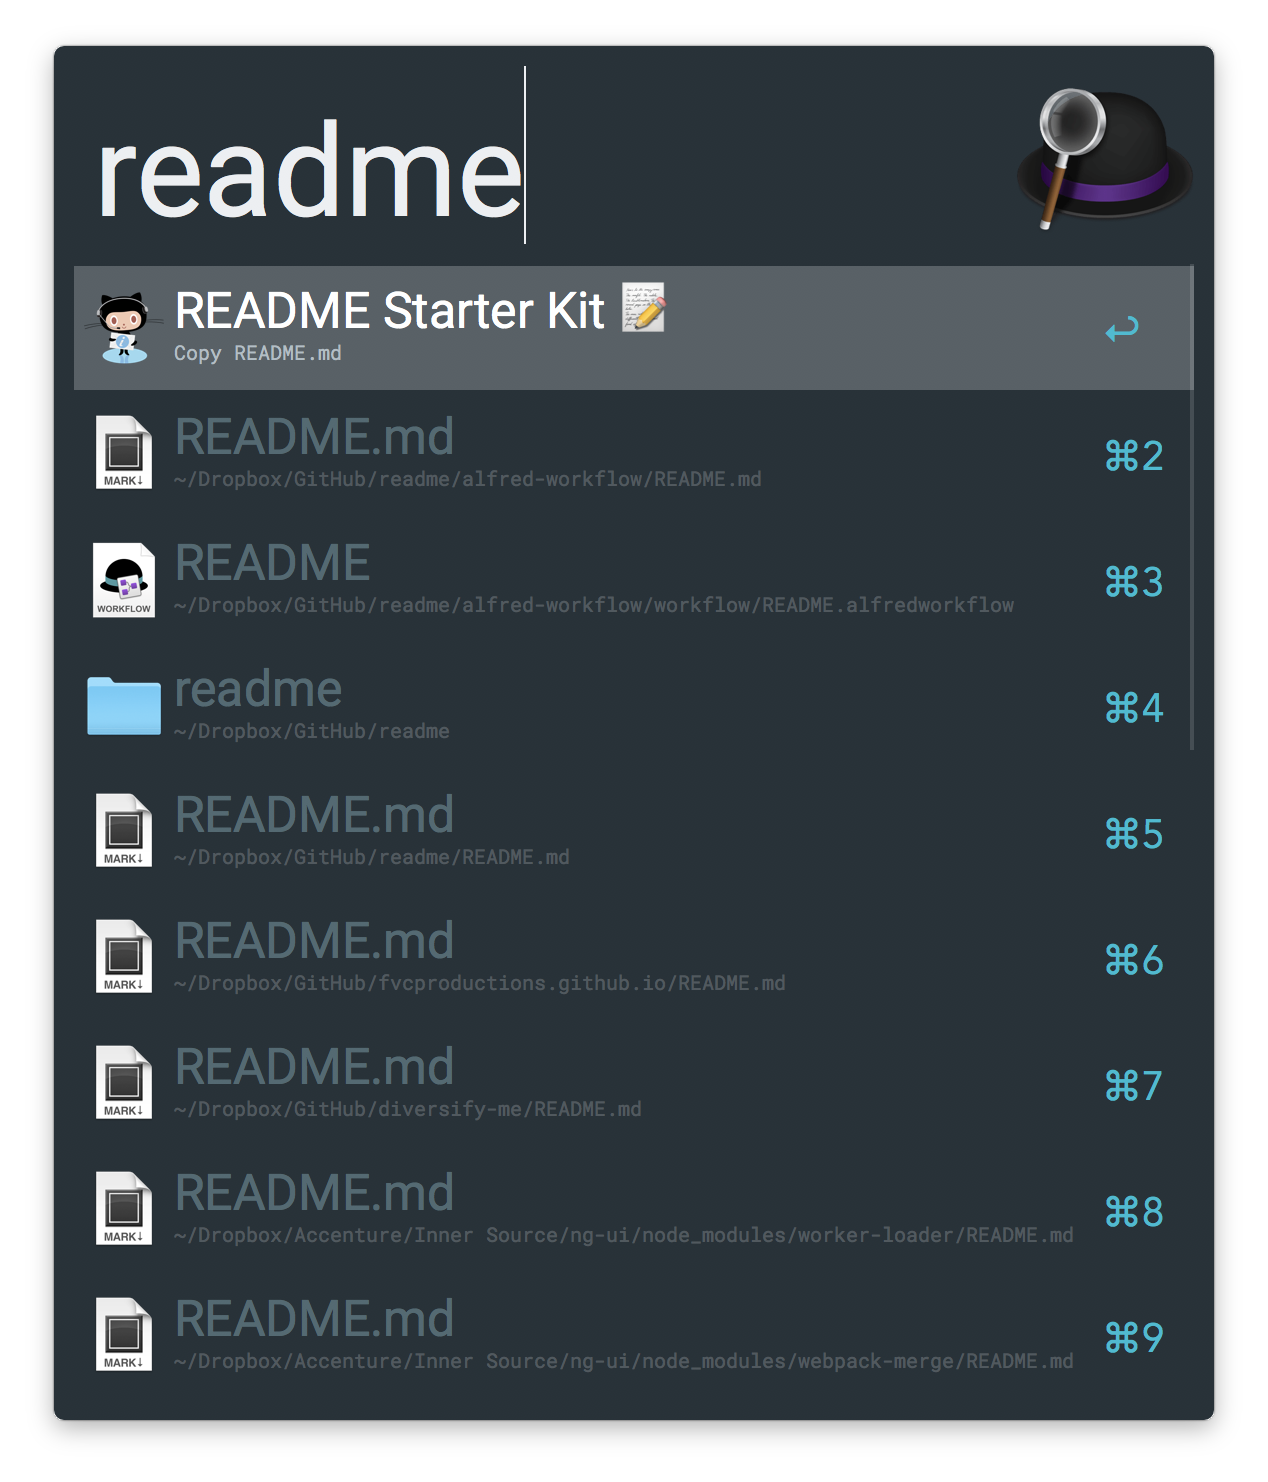 readme
README Starter Kit 📝
Copy README.md
↩
README.md
~/Dropbox/GitHub/readme/alfred-workflow/README.md
⌘2
MARK↓
README
~/Dropbox/GitHub/readme/alfred-workflow/workflow/README.alfredworkflow
⌘3
WORKFLOW
readme
~/Dropbox/GitHub/readme
⌘4
README.md
~/Dropbox/GitHub/readme/README.md
⌘5
MARK↓
README.md
~/Dropbox/GitHub/fvcproductions.github.io/README.md
⌘6
MARK↓
README.md
~/Dropbox/GitHub/diversify-me/README.md
⌘7
MARK↓
README.md
~/Dropbox/Accenture/Inner Source/ng-ui/node_modules/worker-loader/README.md
⌘8
MARK↓
README.md
~/Dropbox/Accenture/Inner Source/ng-ui/node_modules/webpack-merge/README.md
⌘9
MARK↓